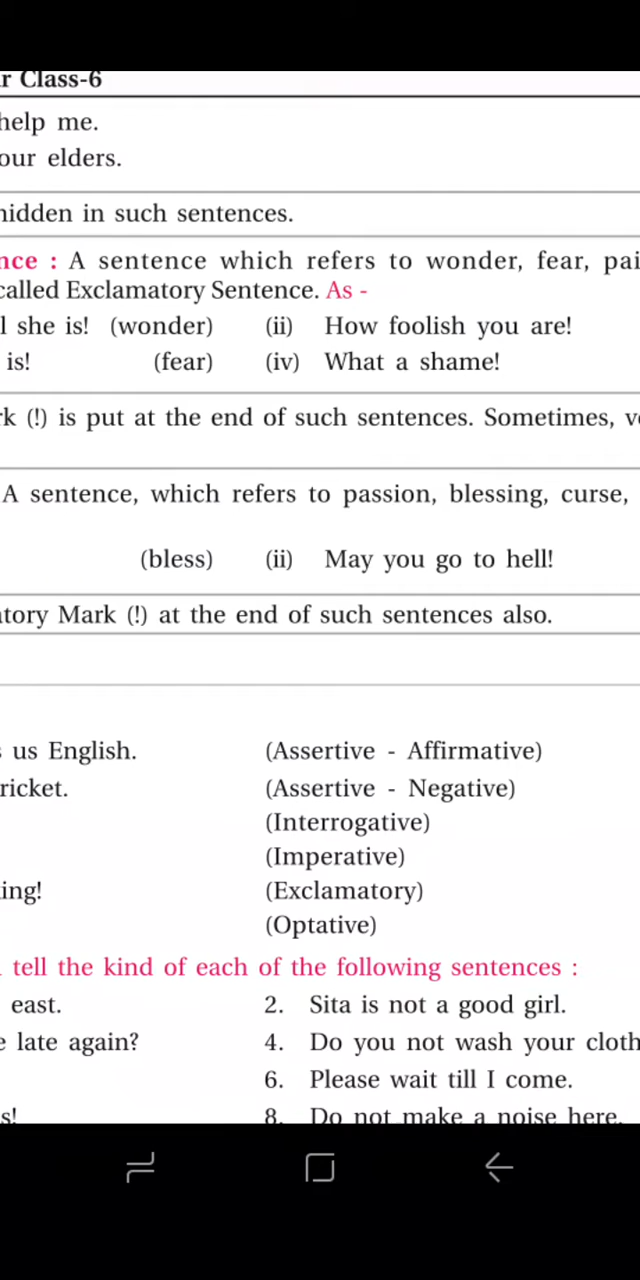 r Class-6
help me.
our elders.
hidden in such sentences.
nce : A sentence which refers to wonder, fear, pai
called Exclamatory Sentence. As -
l she is! (wonder) (ii) How foolish you are!
is! (fear) (iv) What a shame!
rk (!) is put at the end of such sentences. Sometimes, ve
A sentence, which refers to passion, blessing, curse,
(bless) (ii) May you go to hell!
atory Mark (!) at the end of such sentences also.
s us English. (Assertive - Affirmative)
ricket. (Assertive - Negative)
(Interrogative)
(Imperative)
king! (Exclamatory)
(Optative)
tell the kind of each of the following sentences :
east. 2. Sita is not a good girl.
e late again? 4. Do you not wash your cloth
6. Please wait till I come.
s! 8. Do not make a noise here.